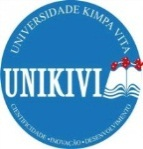 UNIVERSIDADE KIMPA VITA
UNIKIVI
CIENTIFICIDADE • INOVAÇÃO • DESENVOLVIMENTO